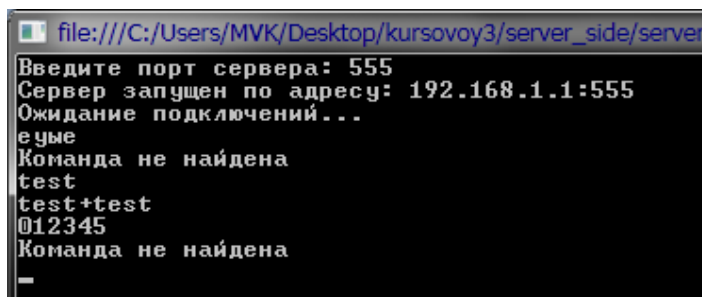 file:///C:/Users/MVK/Desktop/kursovoy3/server_side/server
Введите порт сервера: 555
Сервер запущен по адресу: 192.168.1.1:555
Ожидание подключений...
еуые
Команда не найдена
test
test+test
012345
Команда не найдена